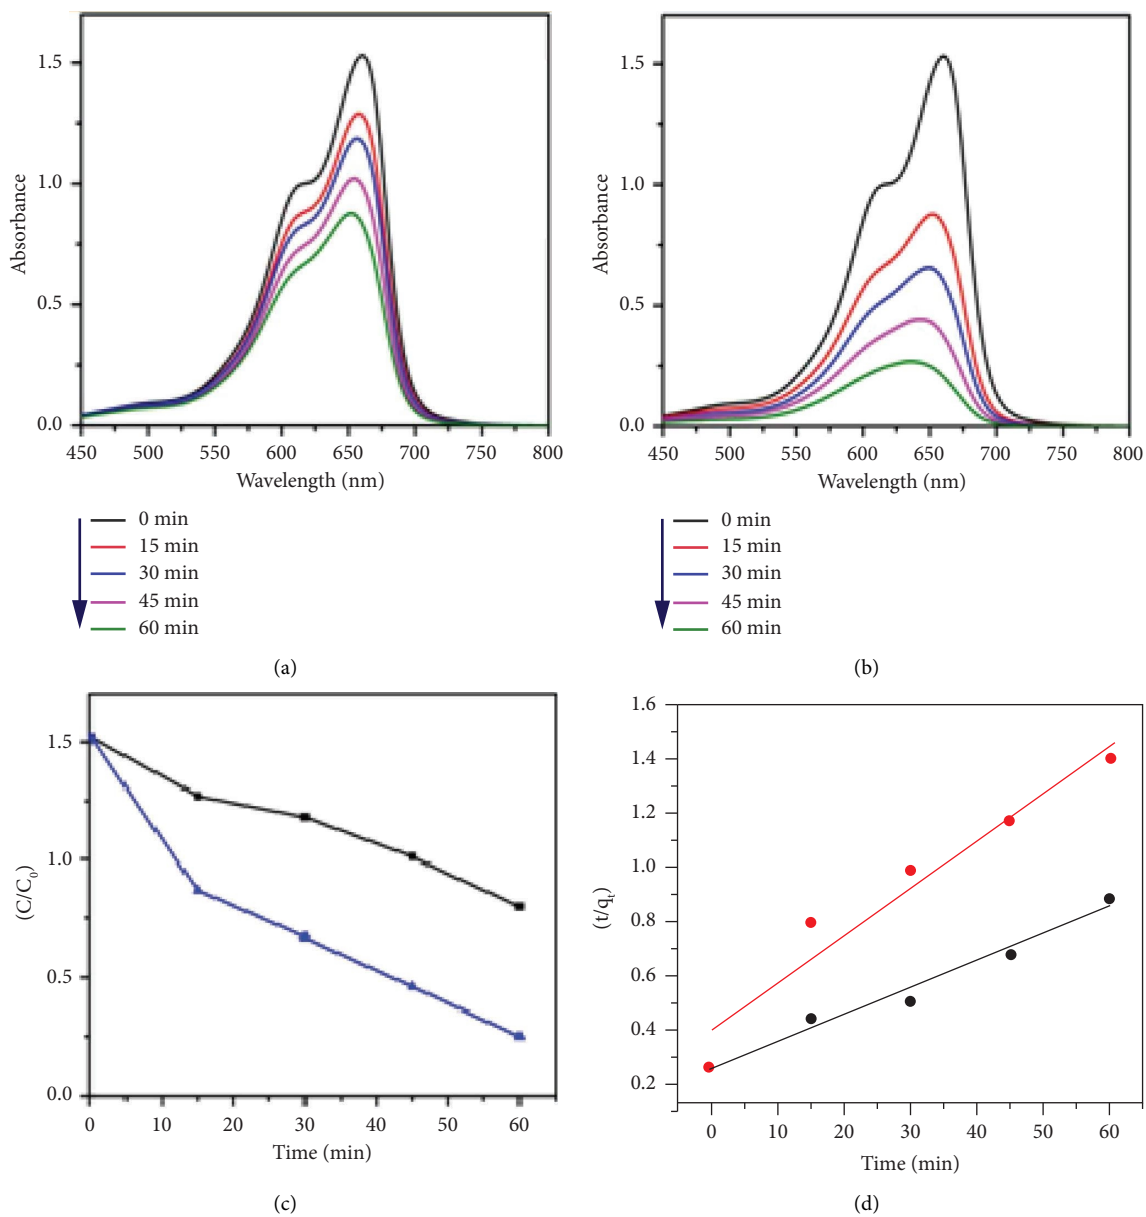 1.5
1.0
0.5
0.0
Absorbance
450 500 550 600 650 700 750 800
Wavelength (nm)
0 min
15 min
30 min
45 min
60 min
(a)
1.5
1.0
0.5
0.0
Absorbance
450 500 550 600 650 700 750 800
Wavelength (nm)
0 min
15 min
30 min
45 min
60 min
(b)
1.5
1.0
0.5
0.0
(C/C0)
0 10 20 30 40 50 60
Time (min)
(c)
1.6
1.4
1.2
1.0
0.8
0.6
0.4
0.2
(t/qt)
0 10 20 30 40 50 60
Time (min)
(d)